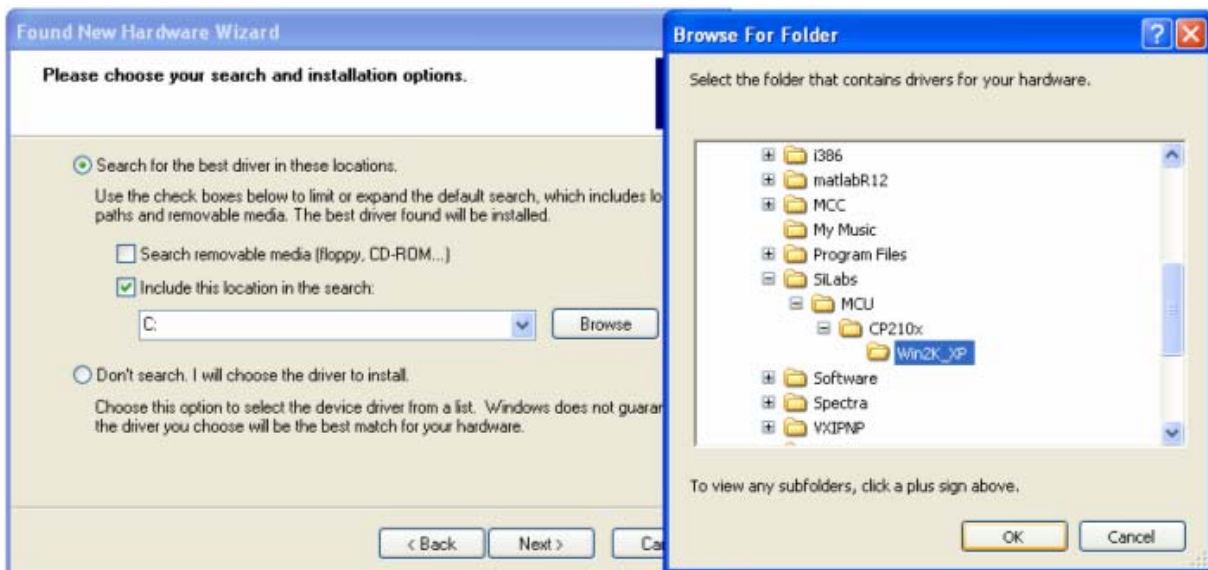 Found New Hardware Wizard
Please choose your search and installation options.
Search for the best driver in these locations.
Use the check boxes below to limit or expand the default search, which includes lo
paths and removable media. The best driver found will be installed.
Search removable media (floppy, CD-ROM...)
Include this location in the search:
C:
Browse
Don't search. I will choose the driver to install.
Choose this option to select the device driver from a list. Windows does not guaran
the driver you choose will be the best match for your hardware.
< Back
Next >
Ca
Browse For Folder
Select the folder that contains drivers for your hardware.
i386
matlabR12
MCC
My Music
Program Files
SiLabs
MCU
CP210x
Win2K_XP
Software
Spectra
VXIPNP
To view any subfolders, click a plus sign above.
OK
Cancel